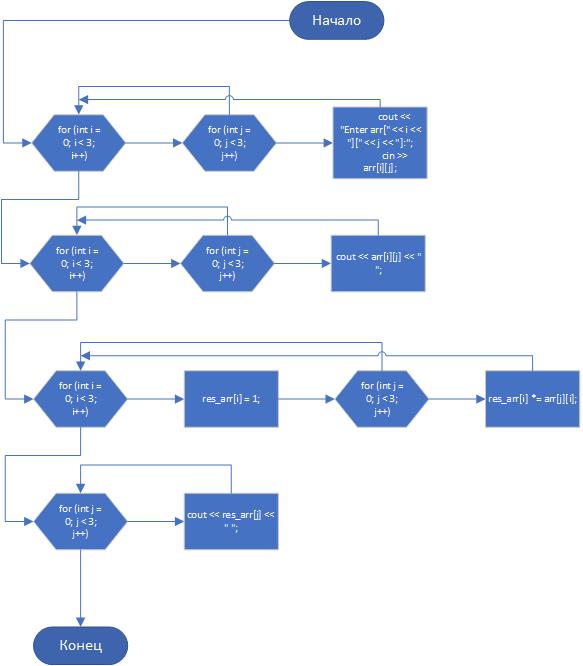 Начало
for (int i =
0; i < 3;
i++)
for (int j =
0; j < 3;
j++)
cout <<
"Enter arr[" << i <<
"][" << j << "]:";
cin >>
arr[i][j];
for (int i =
0; i < 3;
i++)
for (int j =
0; j < 3;
j++)
cout << arr[i][j] << "
";
for (int i =
0; i < 3;
i++)
res_arr[i] = 1;
for (int j =
0; j < 3;
j++)
res_arr[i] *= arr[j][i];
for (int j =
0; j < 3;
j++)
cout << res_arr[j] <<
" ";
Конец